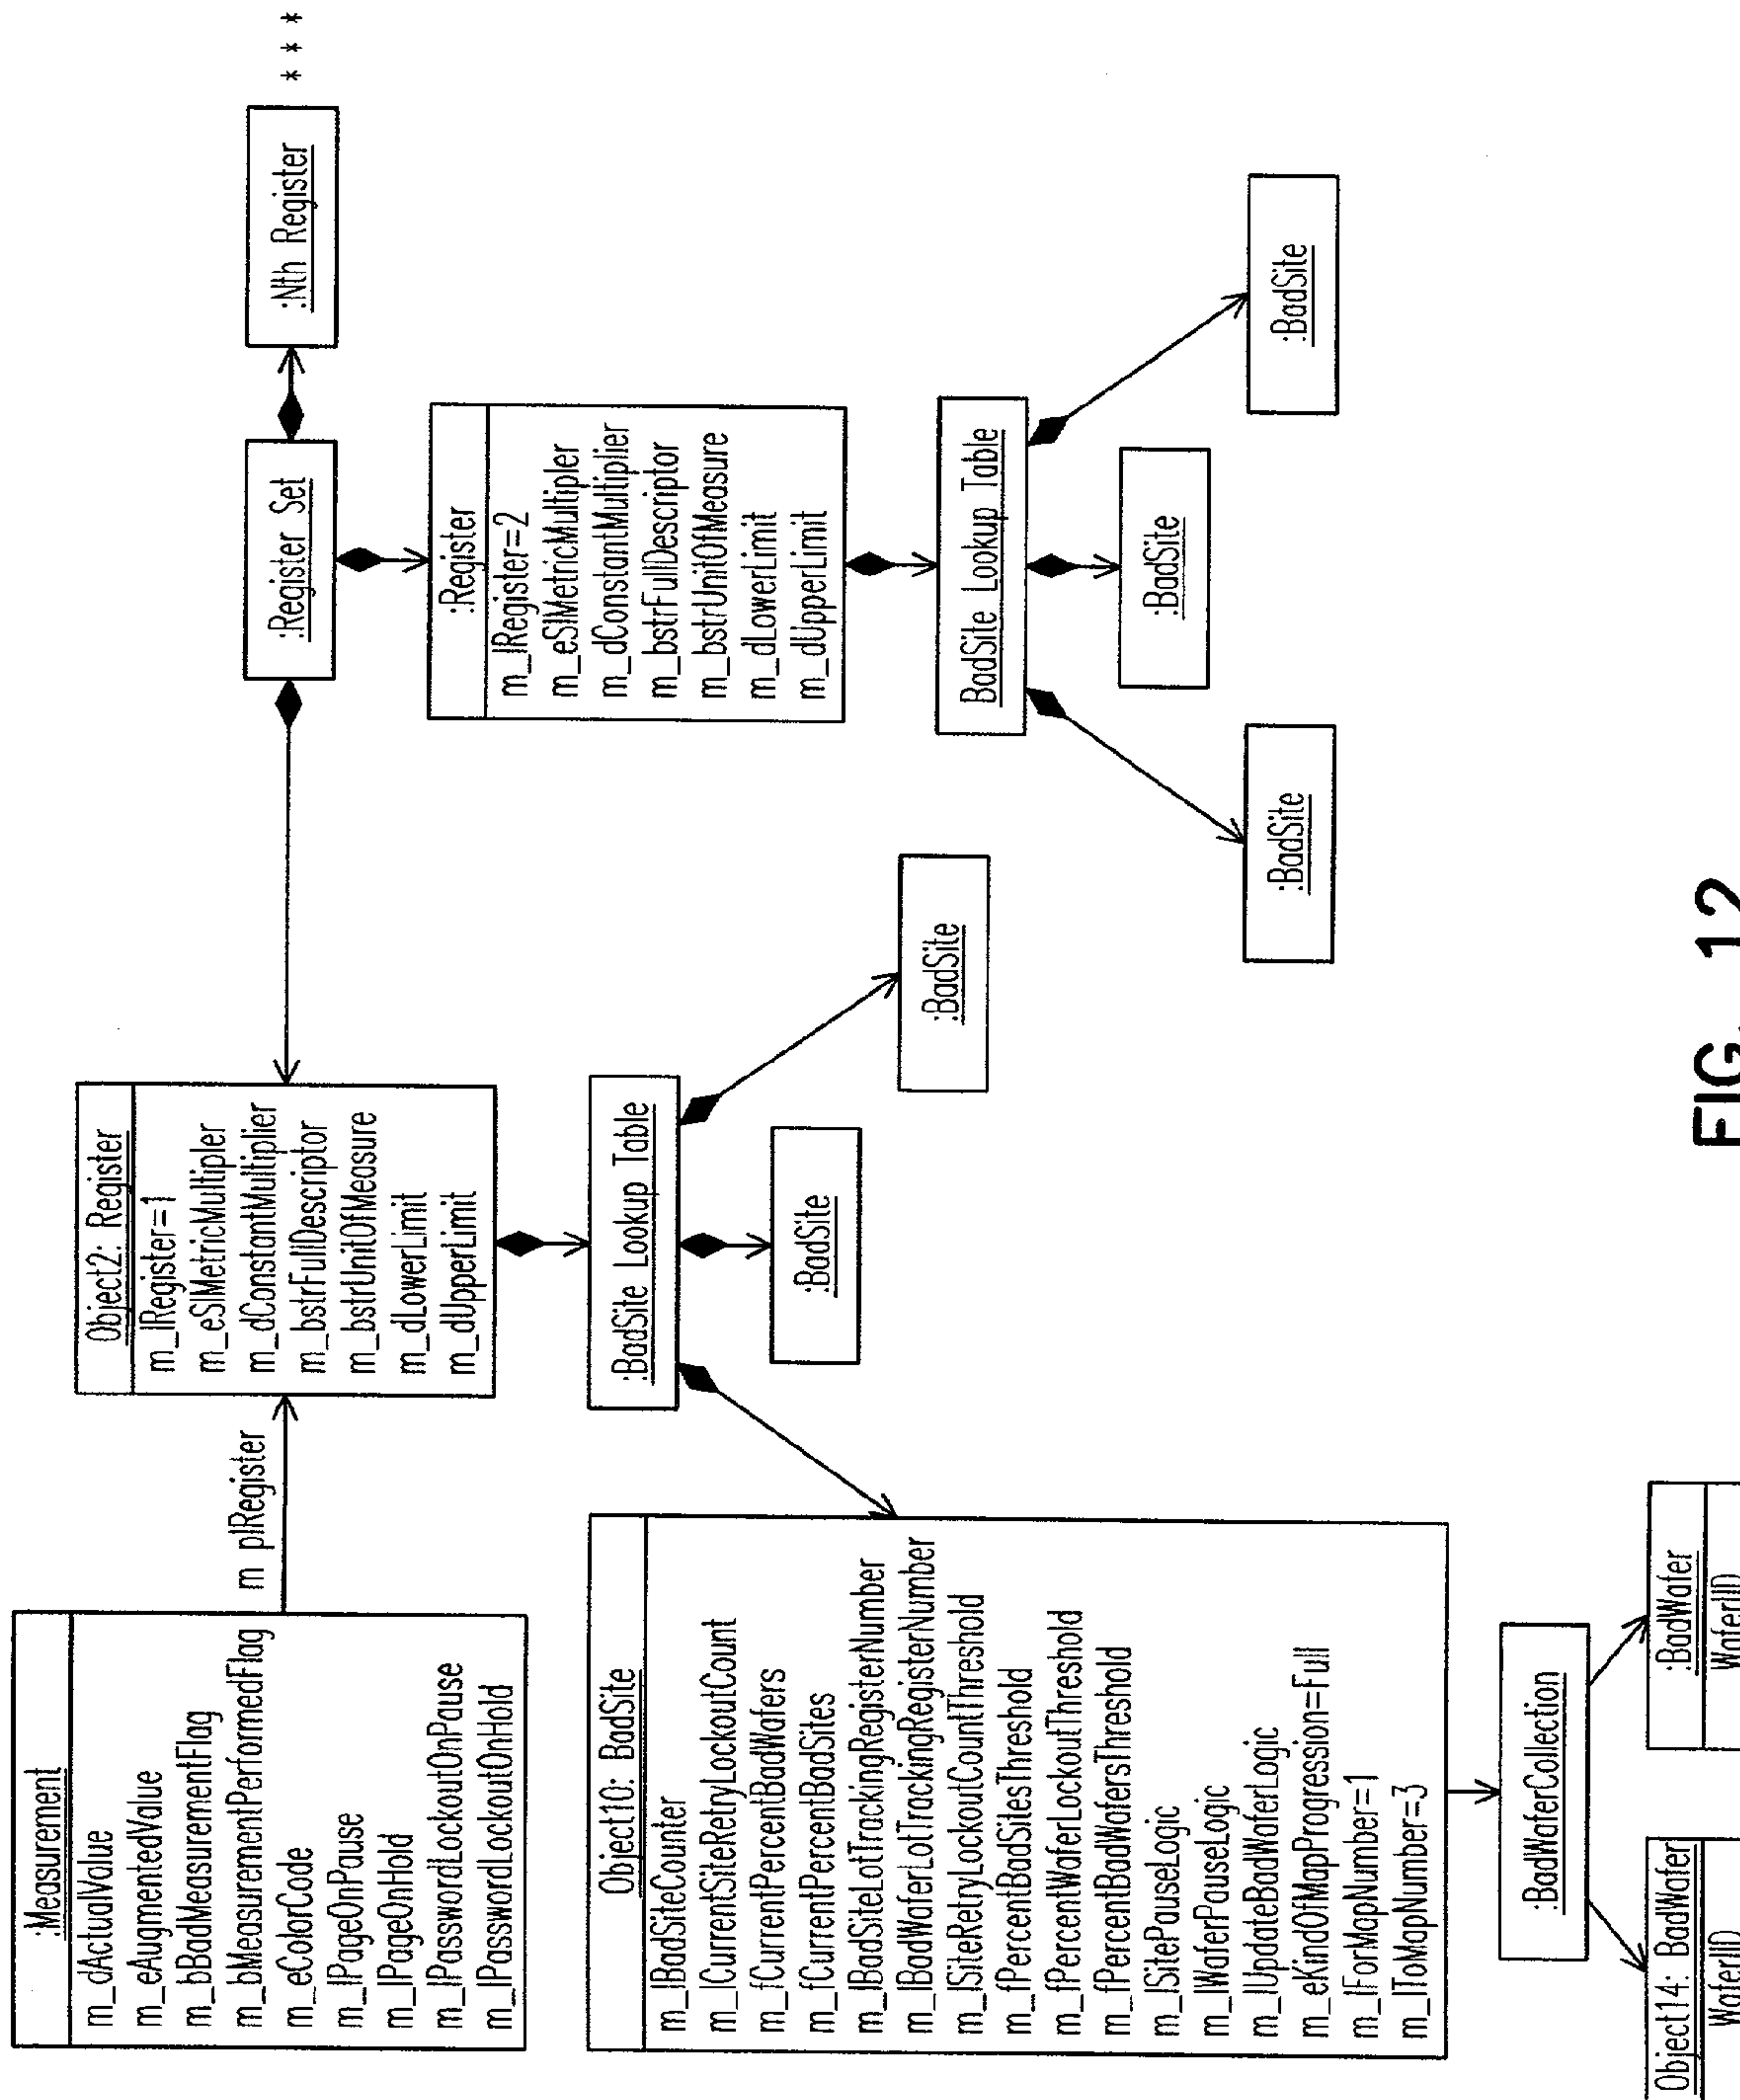 :Measurement
m_dActualValue
m_eAugmentedValue
m_bBadMeasurementFlag
m_bMeasurementPerformedFlag
m_eColorCode
m_lPageOnPause
m_lPageOnHold
m_lPasswordLockoutOnPause
m_lPasswordLockoutOnHold
m plRegister
Object2: Register
m_lRegister=1
m_eSIMetricMultipler
m_dConstantMultiplier
m_bstrFullDescriptor
m_bstrUnitOfMeasure
m_dLowerLimit
m_dUpperLimit
:Register Set
:Nth Register
* * *
:Register
m_lRegister=2
m_eSIMetricMultipler
m_dConstantMultiplier
m_bstrFullDescriptor
m_bstrUnitOfMeasure
m_dLowerLimit
m_dUpperLimit
:BadSite Lookup Table
:BadSite
:BadSite
BadSite Lookup Table
:BadSite
:BadSite
:BadSite
Object10: BadSite
m_lBadSiteCounter
m_lCurrentSiteRetryLockoutCount
m_fCurrentPercentBadWafers
m_fCurrentPercentBadSites
m_lBadSiteLotTrackingRegisterNumber
m_lBadWaferLotTrackingRegisterNumber
m_lSiteRetryLockoutCountThreshold
m_fPercentBadSitesThreshold
m_fPercentWaferLockoutThreshold
m_fPercentBadWafersThreshold
m_lSitePauseLogic
m_lWaferPauseLogic
m_lUpdateBadWaferLogic
m_eKindOfMapProgression=Full
m_lForMapNumber=1
m_lToMapNumber=3
:BadWaferCollection
Object14: BadWafer
WaferID
:BadWafer
WaferID
FIG. 12